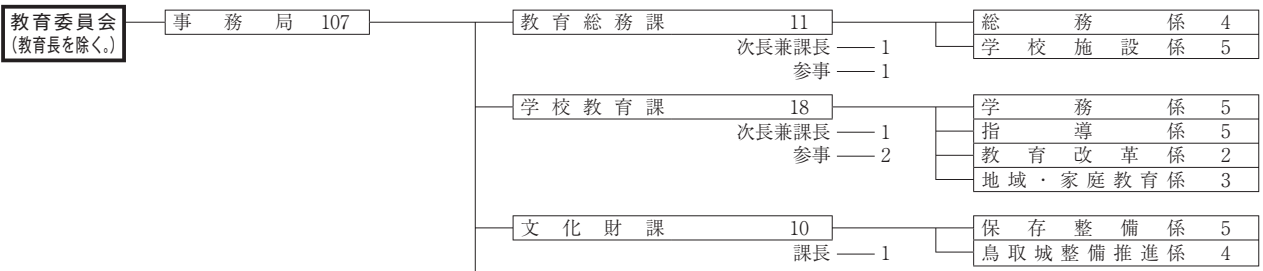 教育委員会 事務局 107 教育総務課 11 総務係 4
(教育長を除く。) 次長兼課長 1 学校施設係 5
参事 1
学校教育課 18 学務係 5
次長兼課長 1 指導係 5
参事 2 教育改革係 2
地域・家庭教育係 3
文化財課 10 保存整備係 5
課長 1 鳥取城整備推進係 4